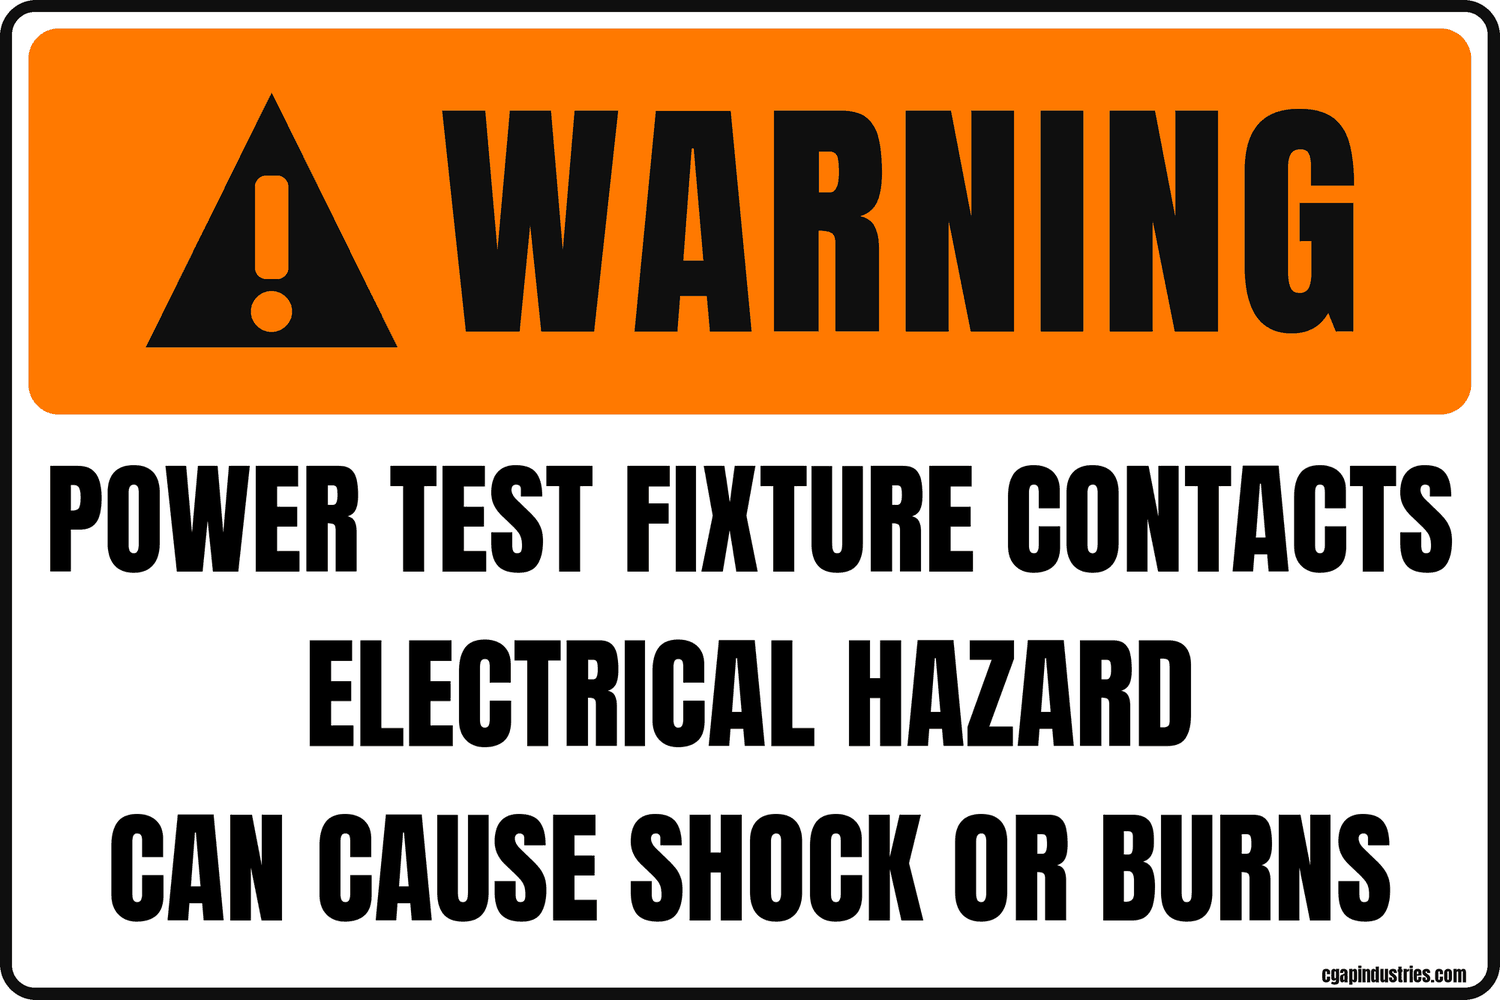 WARNING
POWER TEST FIXTURE CONTACTS
ELECTRICAL HAZARD
CAN CAUSE SHOCK OR BURNS
cgapindustries.com